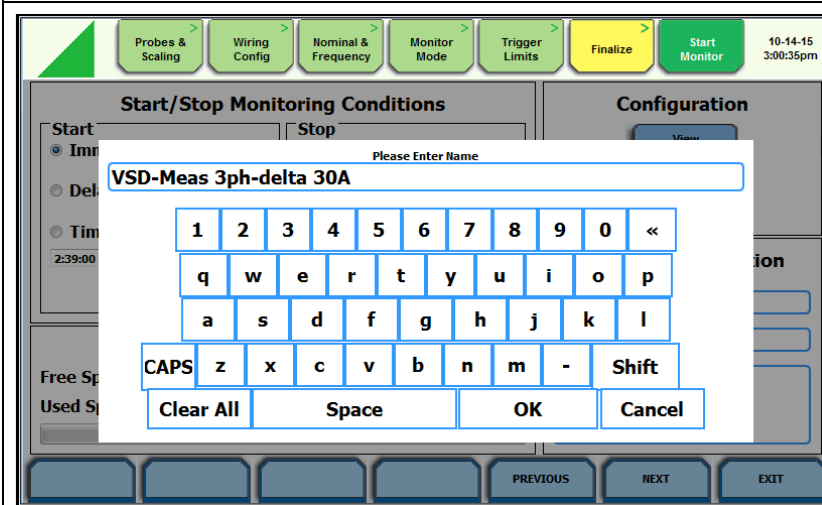 > > > > > >
Probes & Scaling Wiring Config Nominal & Frequency Monitor Mode Trigger Limits Finalize Start Monitor 10-14-15 3:00:35pm
Start/Stop Monitoring Conditions
Configuration
Start Stop
View
Please Enter Name
VSD-Meas 3ph-delta 30A
2:39:00
1 2 3 4 5 6 7 8 9 0 «
q w e r t y u i o p
a s d f g h j k l
CAPS z x c v b n m - Shift
Clear All Space OK Cancel
Free
Used
PREVIOUS NEXT EXIT